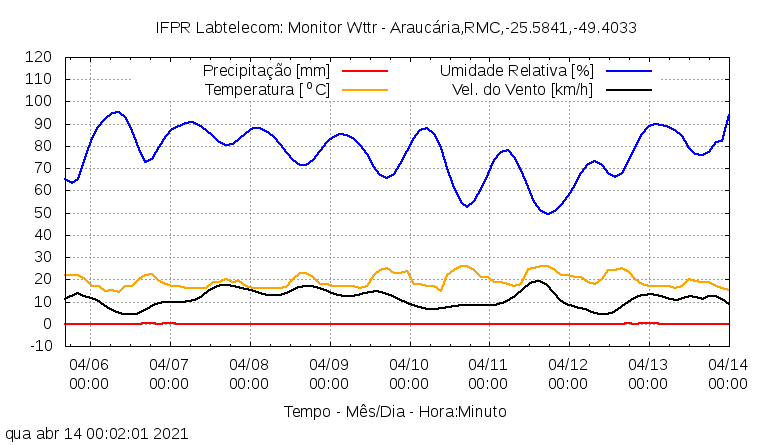 IFPR Labtelecom: Monitor Wttr - Araucária,RMC,-25.5841,-49.4033
120
110
100
90
80
70
60
50
40
30
20
10
0
-10
Precipitação [mm]
Temperatura [ ⁰C]
Umidade Relativa [%]
Vel. do Vento [km/h]
04/06 04/07 04/08 04/09 04/10 04/11 04/12 04/13 04/14
00:00 00:00 00:00 00:00 00:00 00:00 00:00 00:00 00:00
Tempo - Mês/Dia - Hora:Minuto
qua abr 14 00:02:01 2021